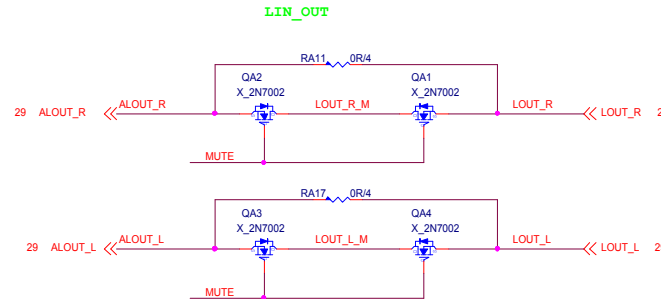 LIN_OUT
RA11 0R/4
QA2 QA1
X_2N7002 X_2N7002
29 ALOUT_R ALOUT_R LOUT_R_M LOUT_R LOUT_R 2
MUTE
RA17 0R/4
QA3 QA4
X_2N7002 X_2N7002
29 ALOUT_L ALOUT_L LOUT_L_M LOUT_L LOUT_L 29
MUTE